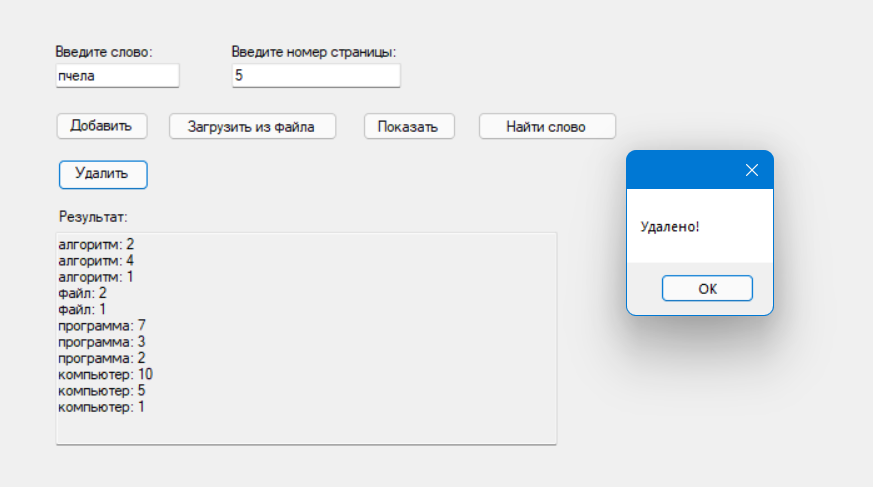 Введите слово:
Введите номер страницы:
пчела
5
Добавить
Загрузить из файла
Показать
Найти слово
Удалить
Результат:
алгоритм: 2
алгоритм: 4
алгоритм: 1
файл: 2
файл: 1
программа: 7
программа: 3
программа: 2
компьютер: 10
компьютер: 5
компьютер: 1
Удалено!
ОК